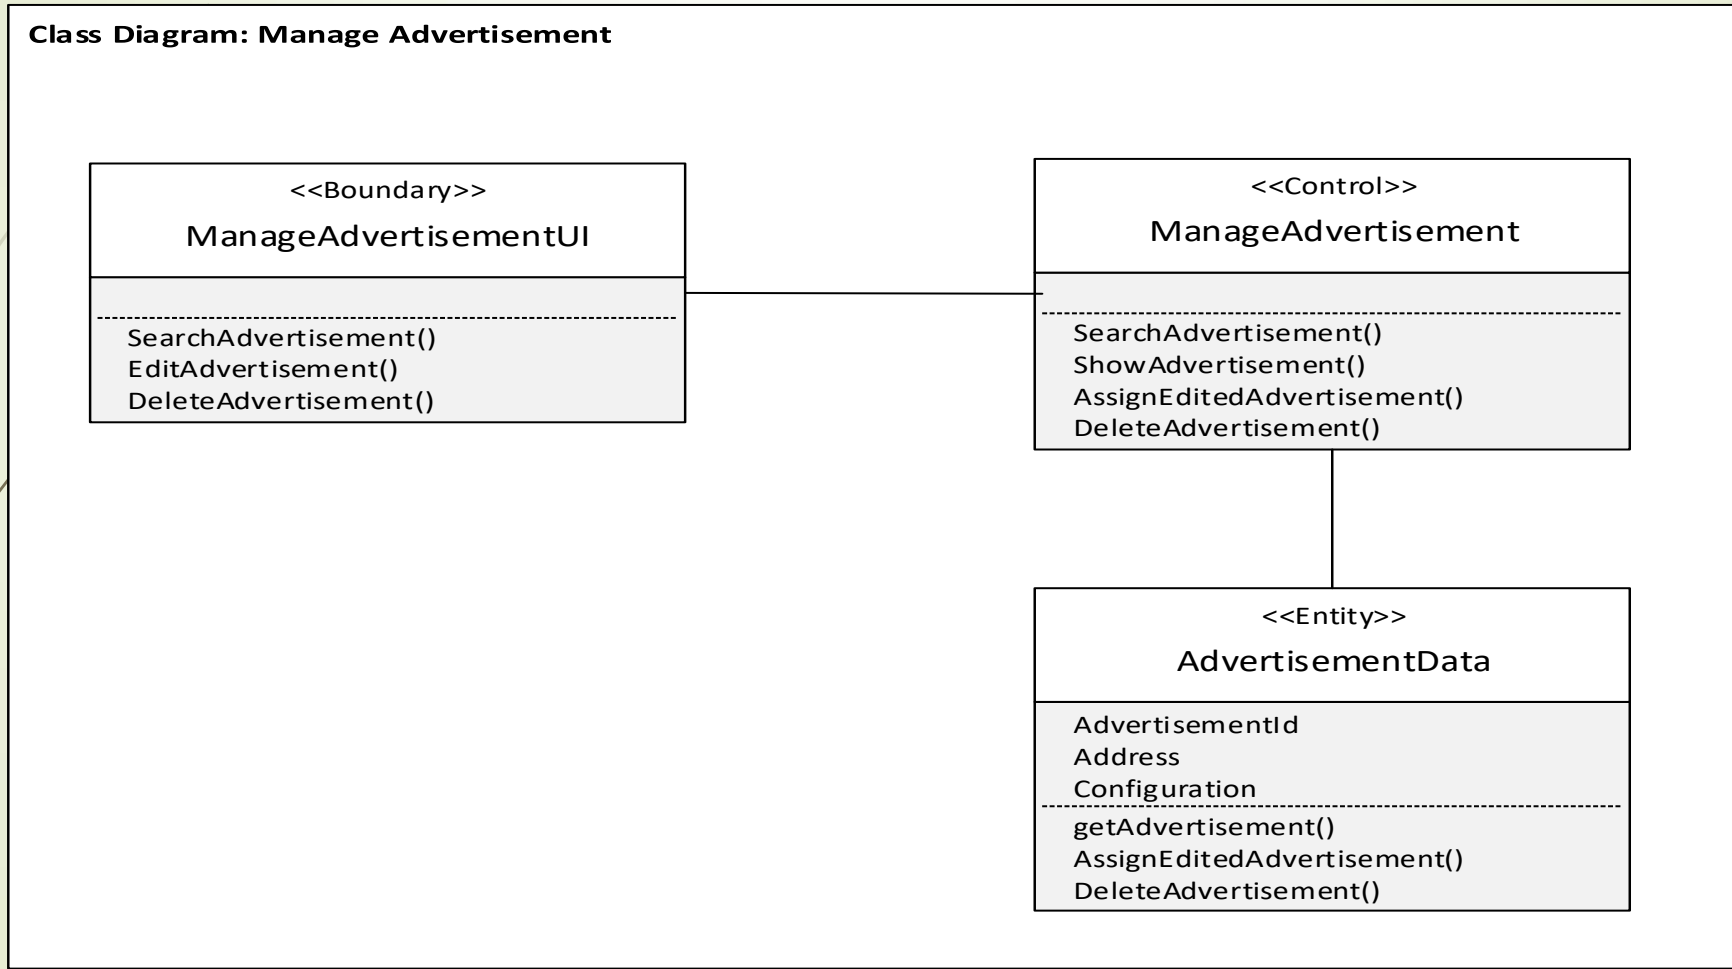 Class Diagram: Manage Advertisement
<<Boundary>>
ManageAdvertisementUI
SearchAdvertisement()
EditAdvertisement()
DeleteAdvertisement()
<<Control>>
ManageAdvertisement
SearchAdvertisement()
ShowAdvertisement()
AssignEditedAdvertisement()
DeleteAdvertisement()
<<Entity>>
AdvertisementData
AdvertisementId
Address
Configuration
getAdvertisement()
AssignEditedAdvertisement()
DeleteAdvertisement()